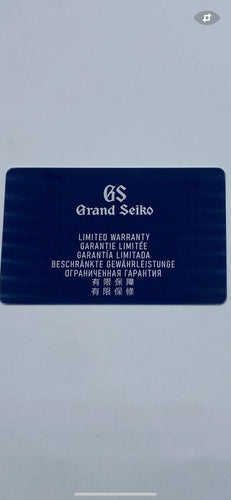 GS
Grand Seiko
LIMITED WARRANTY
GARANTIE LIMITÉE
GARANTÍA LIMITADA
BESCHRÄNKTE GEWÄHRLEISTUNGE
ОГРАНИЧЕННАЯ ГАРАНТИЯ
有限保障
有限保修